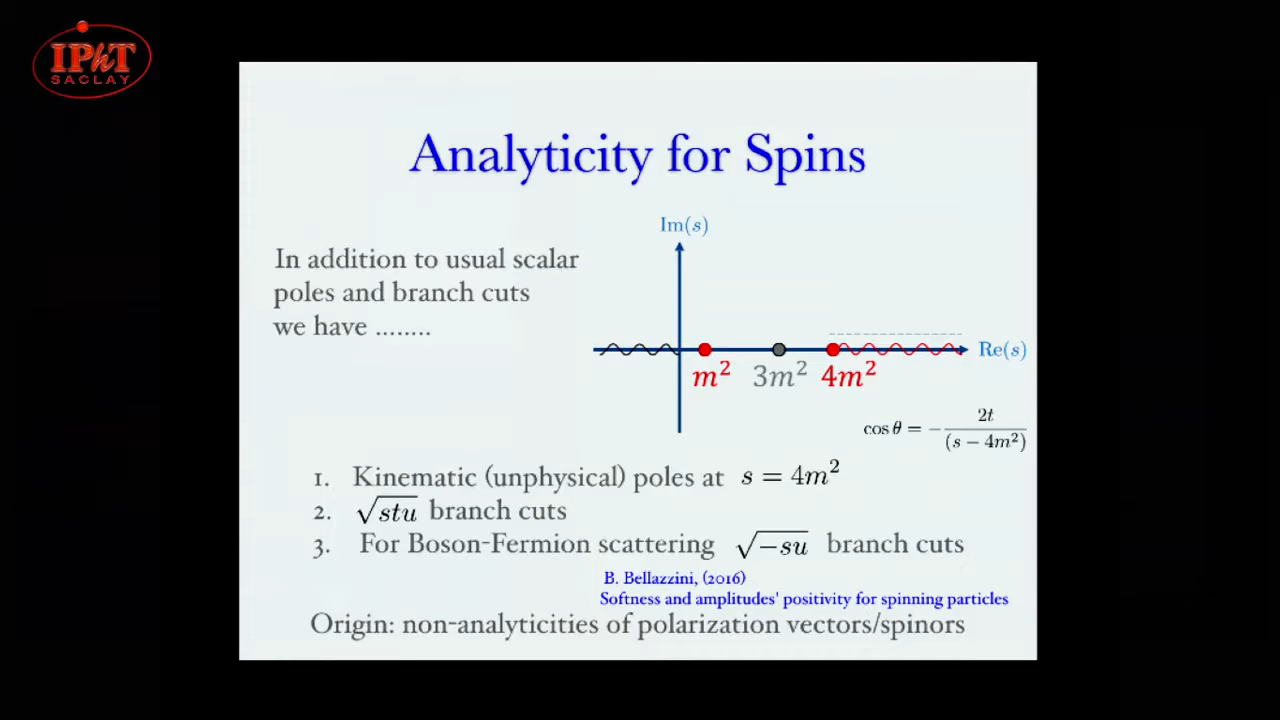 IPhT
SACLAY
Analyticity for Spins
Im(s)
In addition to usual scalar
poles and branch cuts
we have ........
Re(s)
m² 3m² 4m²
cos θ = − 2t / (s − 4m²)
1. Kinematic (unphysical) poles at s = 4m²
2. √stu branch cuts
3. For Boson-Fermion scattering √−su branch cuts
B. Bellazzini, (2016)
Softness and amplitudes' positivity for spinning particles
Origin: non-analyticities of polarization vectors/spinors